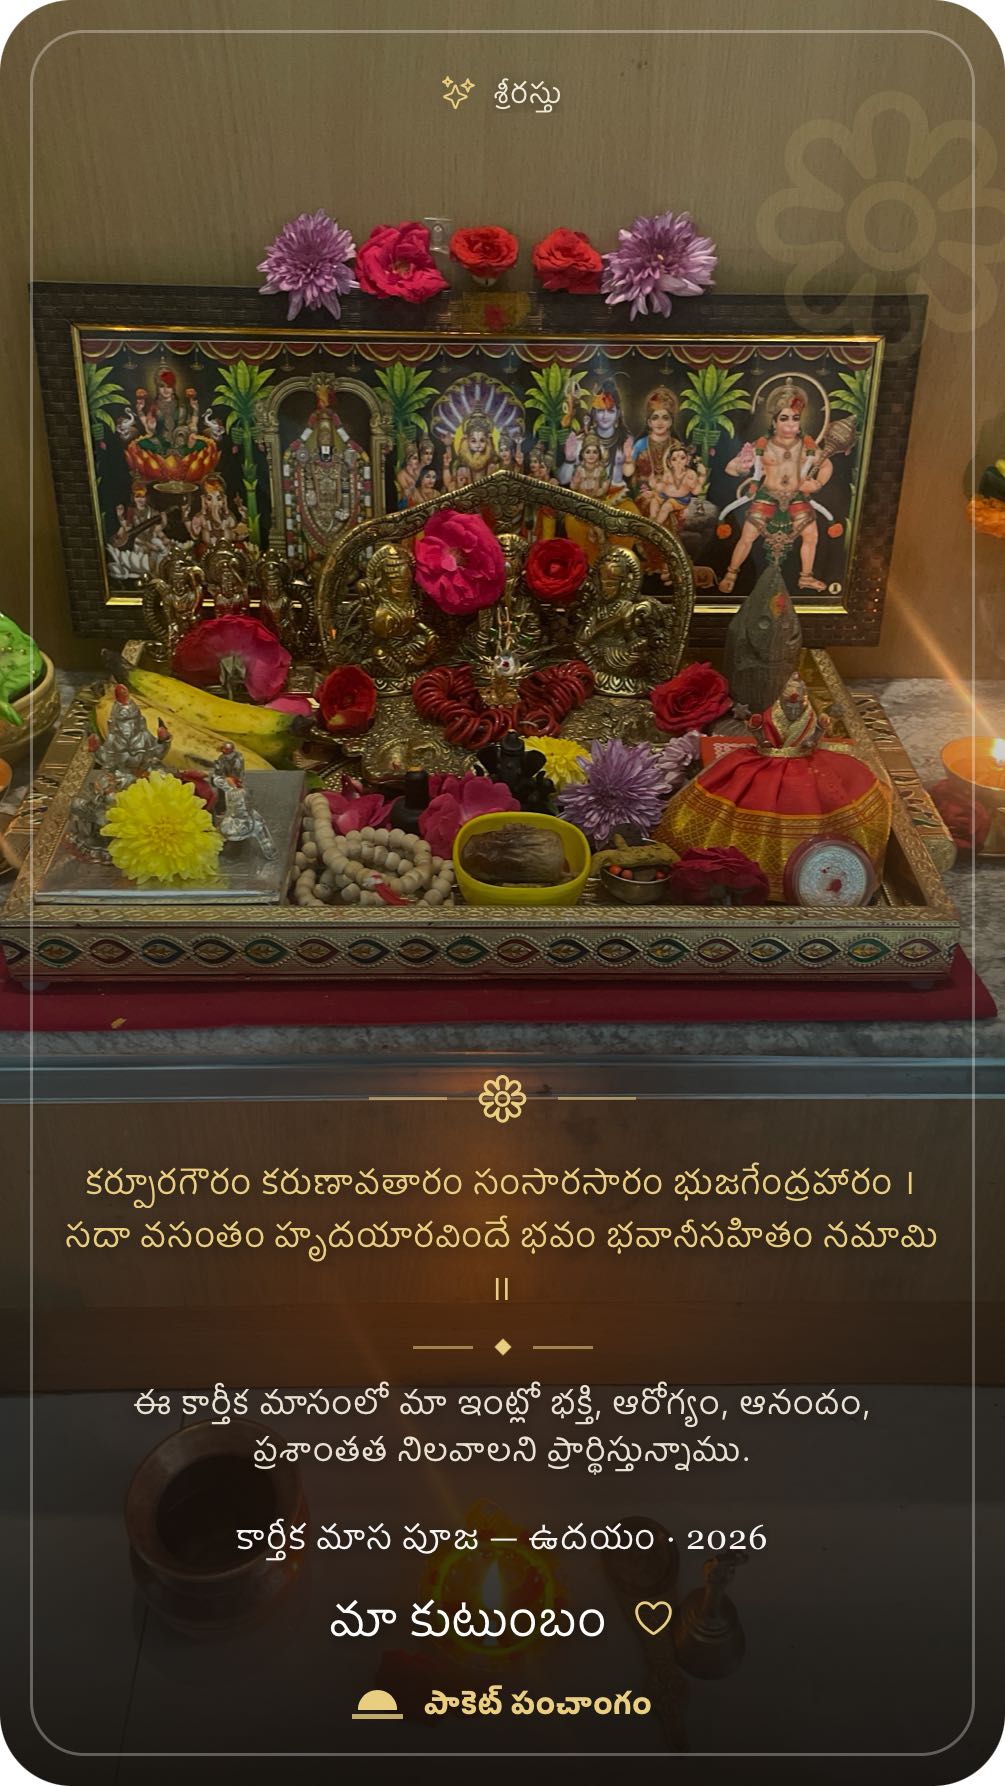 శ్రీరస్తు
కర్పూరగౌరం కరుణావతారం సంసారసారం భుజగేంద్రహారం ।
సదా వసంతం హృదయారవిందే భవం భవానీసహితం నమామి
॥
ఈ కార్తీక మాసంలో మా ఇంట్లో భక్తి, ఆరోగ్యం, ఆనందం,
ప్రశాంతత నిలవాలని ప్రార్థిస్తున్నాము.
కార్తీక మాస పూజ — ఉదయం · 2026
మా కుటుంబం
పాకెట్ పంచాంగం